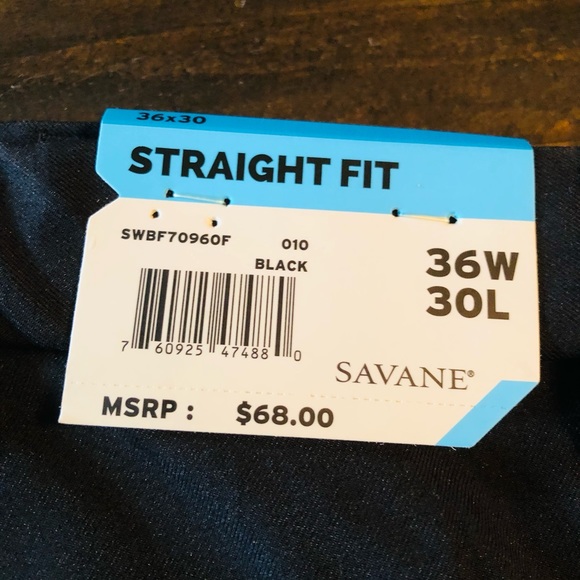 36x30
STRAIGHT FIT
SWBF70960F 010
BLACK
36W
30L
7 60925 47488 0
SAVANE®
MSRP : $68.00